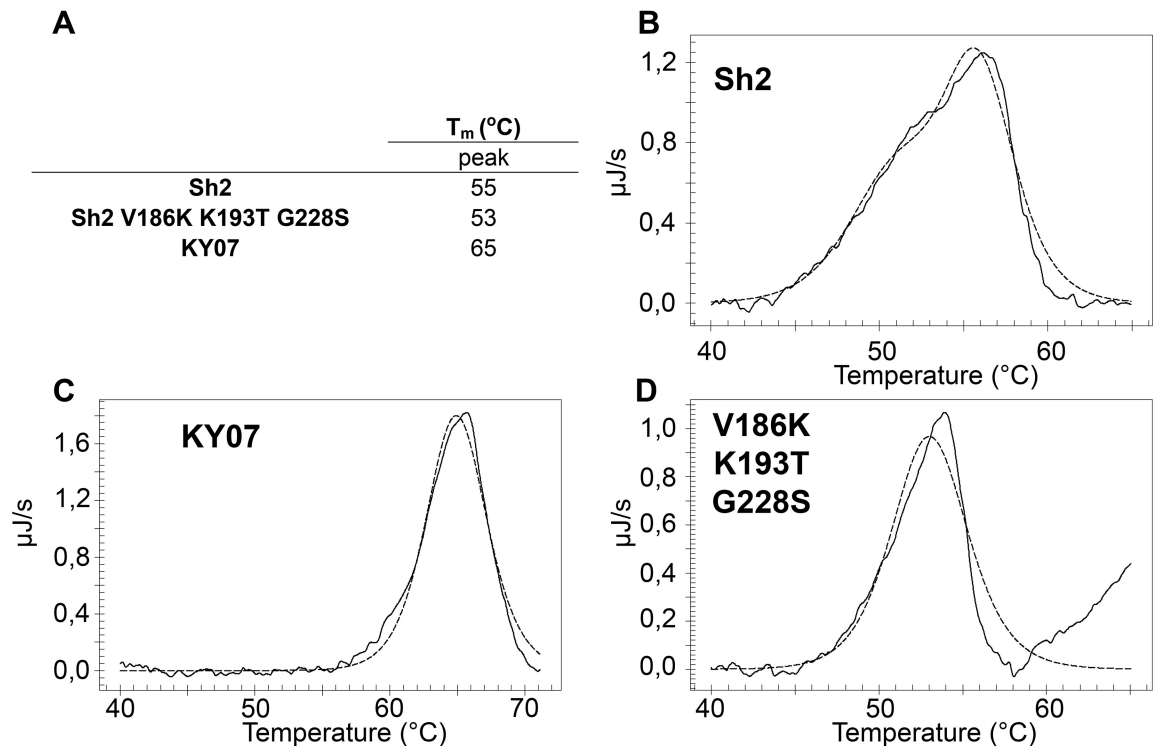 A
Tm (°C)
peak
Sh2 55
Sh2 V186K K193T G228S 53
KY07 65
B
Sh2
µJ/s
1,2
0,8
0,4
0,0
40 50 60
Temperature (°C)
C
KY07
µJ/s
1,6
1,2
0,8
0,4
0,0
40 50 60 70
Temperature (°C)
D
V186K
K193T
G228S
µJ/s
1,0
0,8
0,6
0,4
0,2
0,0
40 50 60
Temperature (°C)